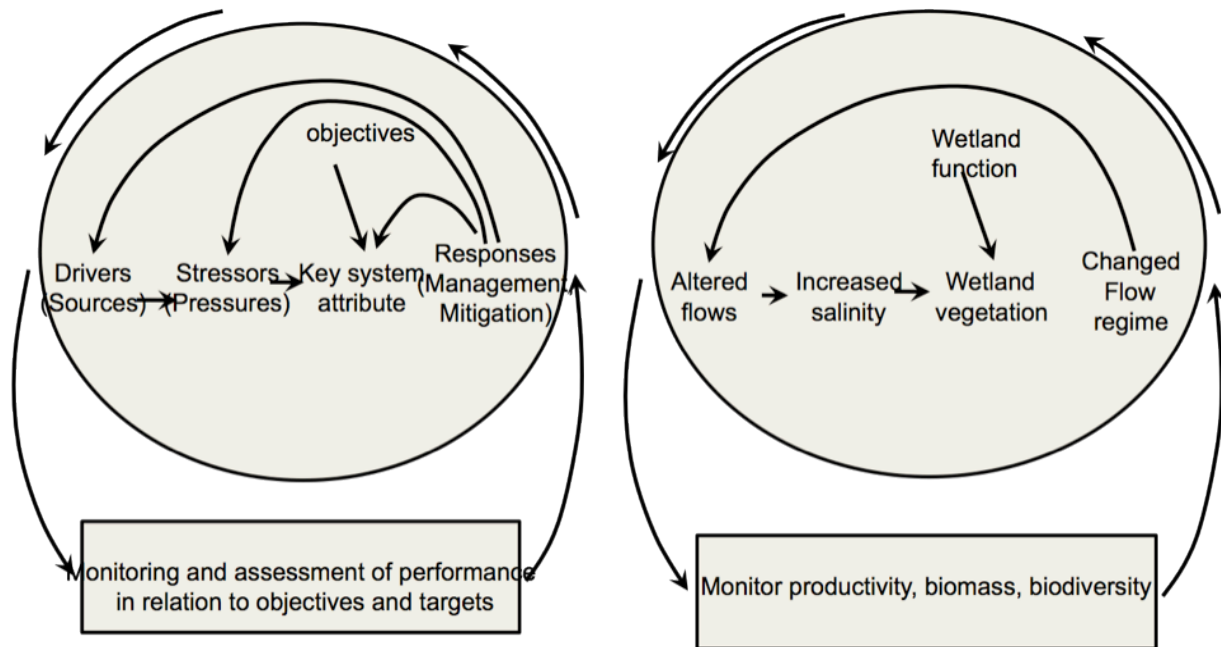 objectives
Drivers
(Sources)
Stressors
(Pressures)
Key system
attribute
Responses
(Management,
Mitigation)
Monitoring and assessment of performance
in relation to objectives and targets
Wetland
function
Altered
flows
Increased
salinity
Wetland
vegetation
Changed
Flow
regime
Monitor productivity, biomass, biodiversity